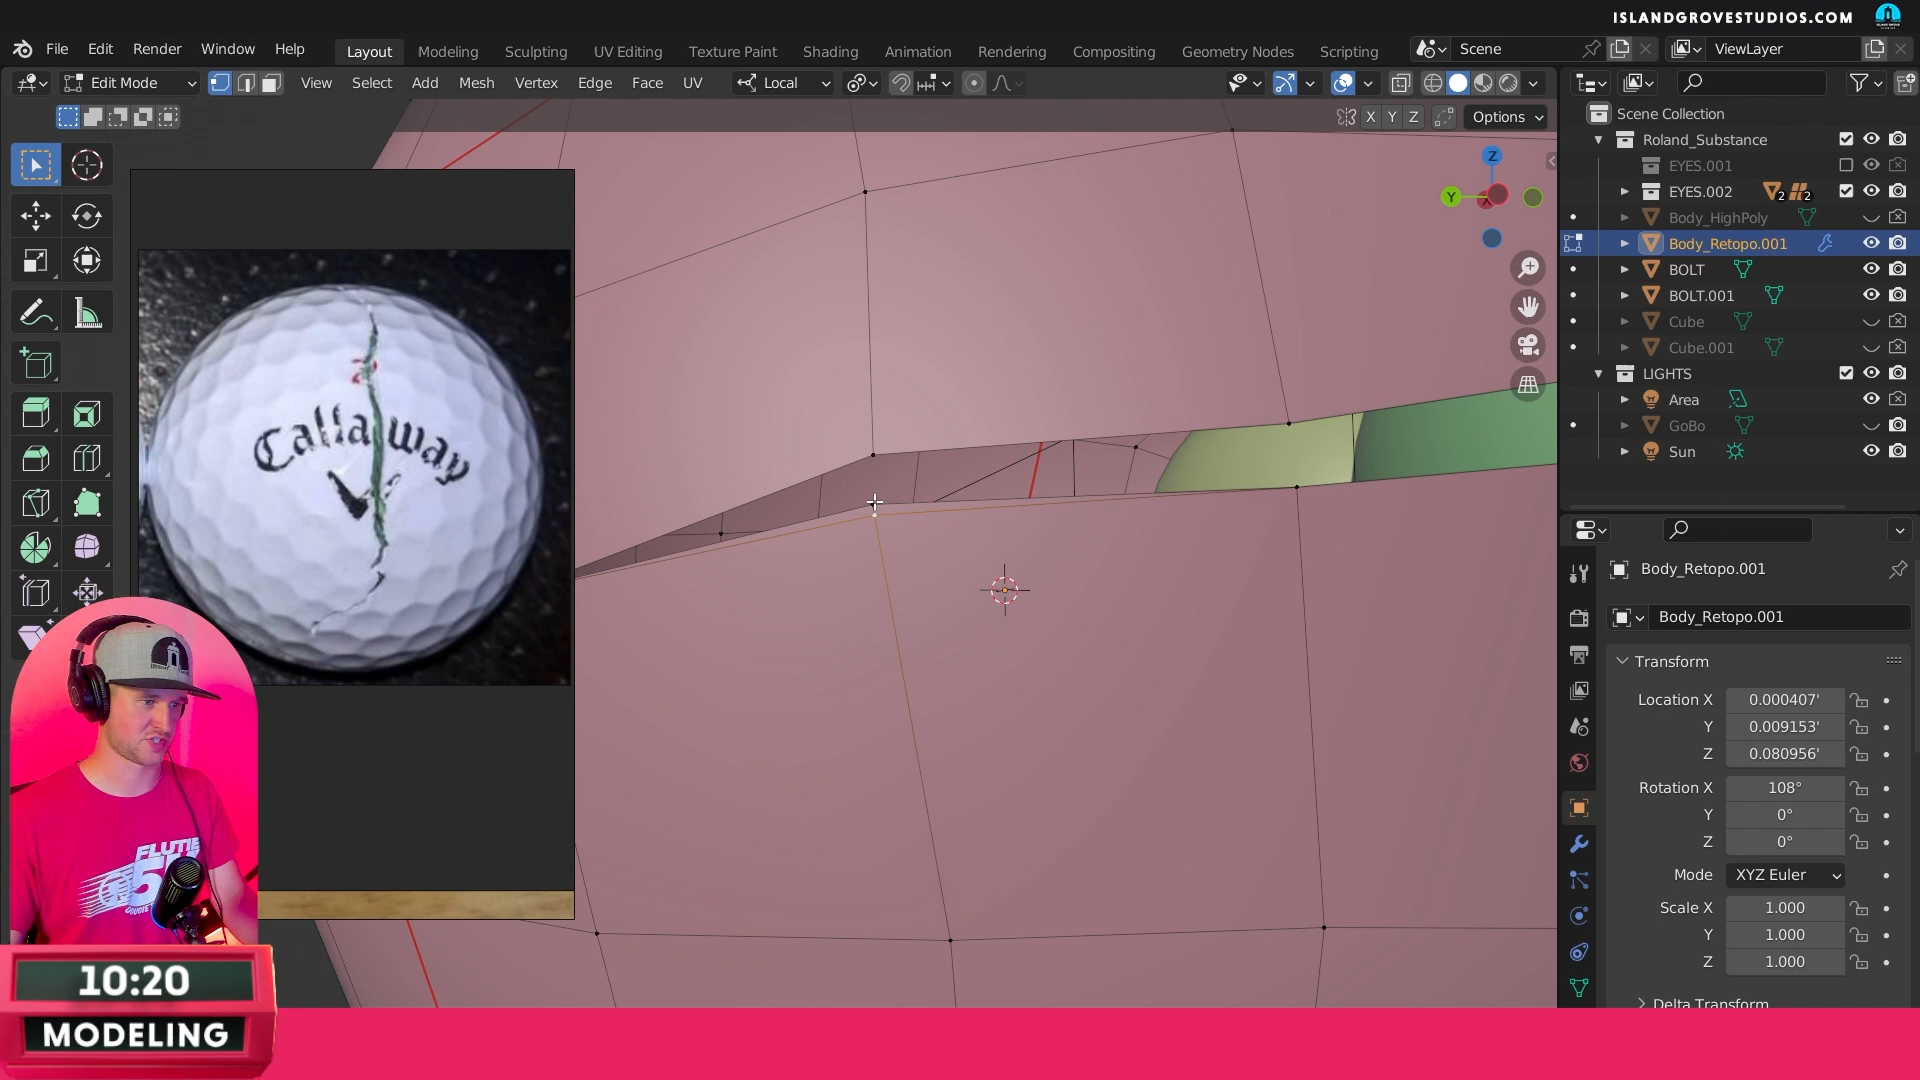 ISLANDGROVESTUDIOS.COM
File Edit Render Window Help
Layout Modeling Sculpting UV Editing Texture Paint Shading Animation Rendering Compositing Geometry Nodes Scripting
Scene
ViewLayer
Edit Mode
View Select Add Mesh Vertex Edge Face UV
Local
X Y Z
Options
Z
Y
X
Scene Collection
Roland_Substance
EYES.001
EYES.002
2
2
Body_HighPoly
Body_Retopo.001
BOLT
BOLT.001
Cube
Cube.001
LIGHTS
Area
GoBo
Sun
Body_Retopo.001
Body_Retopo.001
Transform
Location X 0.000407'
Y 0.009153'
Z 0.080956'
Rotation X 108°
Y 0°
Z 0°
Mode XYZ Euler
Scale X 1.000
Y 1.000
Z 1.000
Delta Transform
Callaway
FLUTIE
5
10:20
MODELING